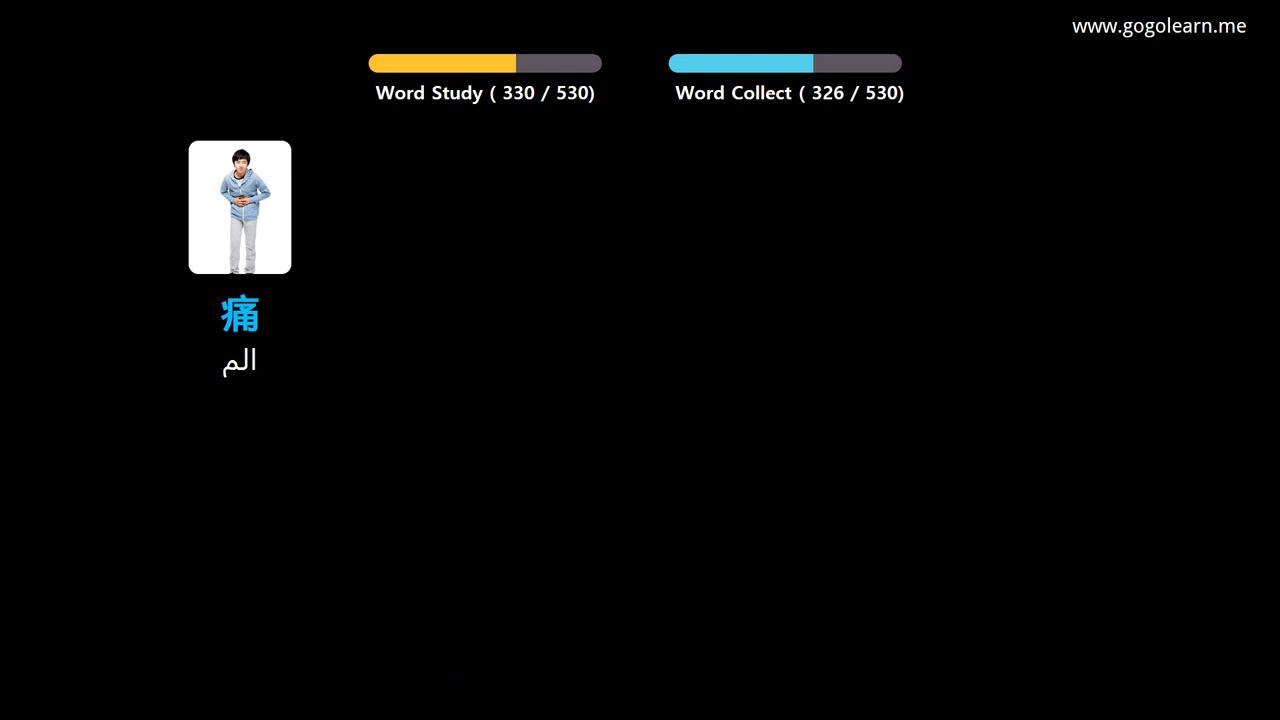 www.gogolearn.me
Word Study ( 330 / 530)
Word Collect ( 326 / 530)
痛
الم